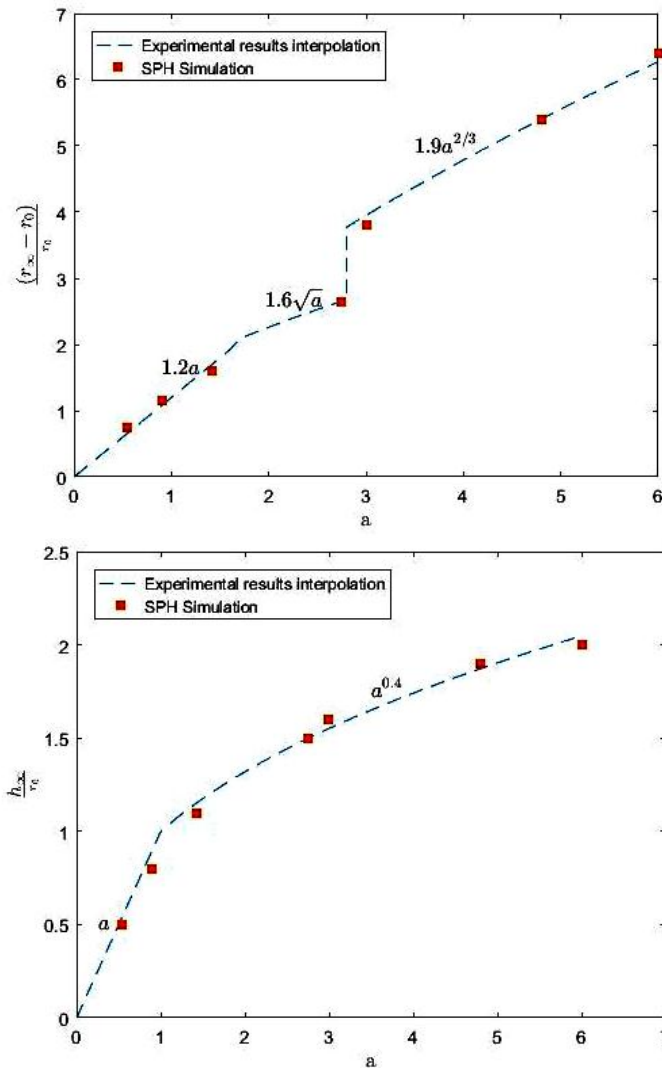 7
6
5
4
3
2
1
0
Experimental results interpolation
SPH Simulation
1.9a^{2/3}
1.6√a
1.2a
(r_∞ − r_0)
r_0
0 1 2 3 4 5 6
a
2.5
2
1.5
1
0.5
0
Experimental results interpolation
SPH Simulation
a^{0.4}
a
h_∞
r_0
0 1 2 3 4 5 6 7
a